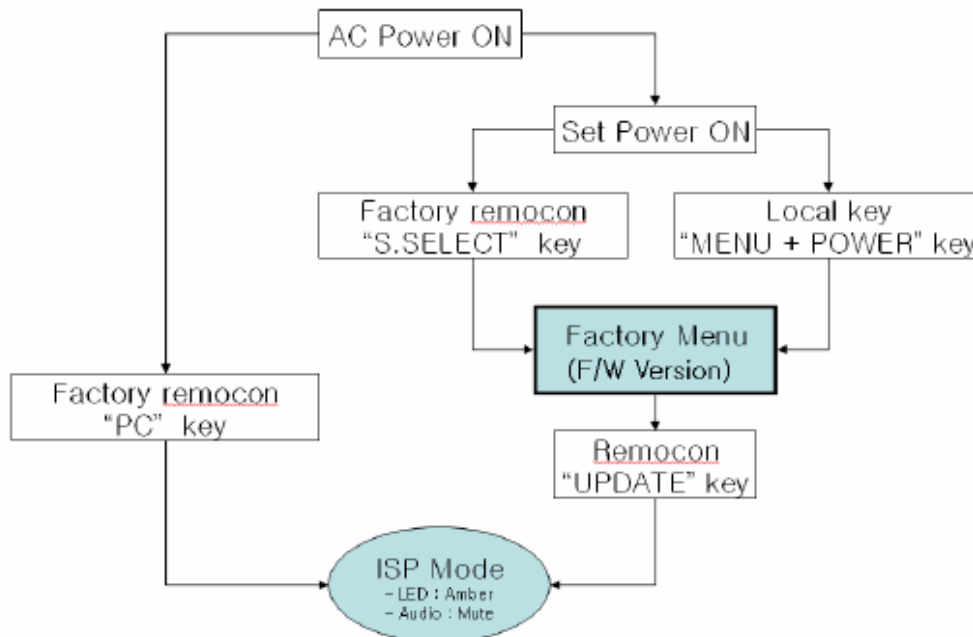 AC Power ON
Set Power ON
Factory remocon
"S.SELECT" key
Local key
"MENU + POWER" key
Factory Menu
(F/W Version)
Factory remocon
"PC" key
Remocon
"UPDATE" key
ISP Mode
- LED : Amber
- Audio : Mute